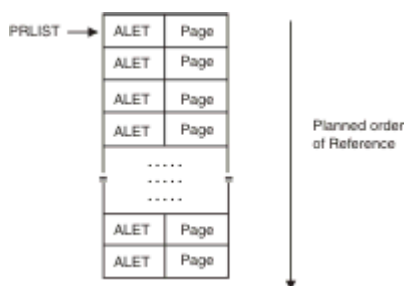 PRLIST ALET Page
ALET Page
ALET Page
ALET Page
.....
.....
.....
ALET Page
ALET Page
Planned order
of Reference